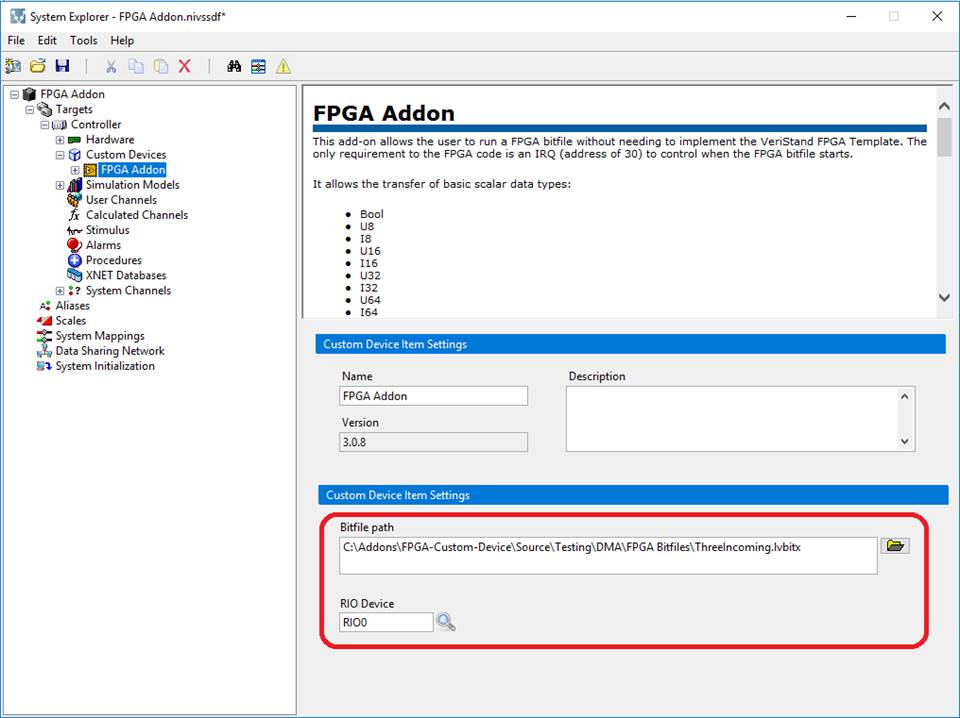 System Explorer - FPGA Addon.nivssdf*
File Edit Tools Help
FPGA Addon
Targets
Controller
Hardware
Custom Devices
FPGA Addon
Simulation Models
User Channels
fx Calculated Channels
Stimulus
Alarms
Procedures
XNET Databases
System Channels
Aliases
Scales
System Mappings
Data Sharing Network
System Initialization
FPGA Addon
This add-on allows the user to run a FPGA bitfile without needing to implement the VeriStand FPGA Template. The
only requirement to the FPGA code is an IRQ (address of 30) to control when the FPGA bitfile starts.
It allows the transfer of basic scalar data types:
• Bool
• U8
• I8
• U16
• I16
• U32
• I32
• U64
• I64
Custom Device Item Settings
Name
FPGA Addon
Description
Version
3.0.8
Custom Device Item Settings
Bitfile path
C:\Addons\FPGA-Custom-Device\Source\Testing\DMA\FPGA Bitfiles\ThreeIncoming.lvbitx
RIO Device
RIO0